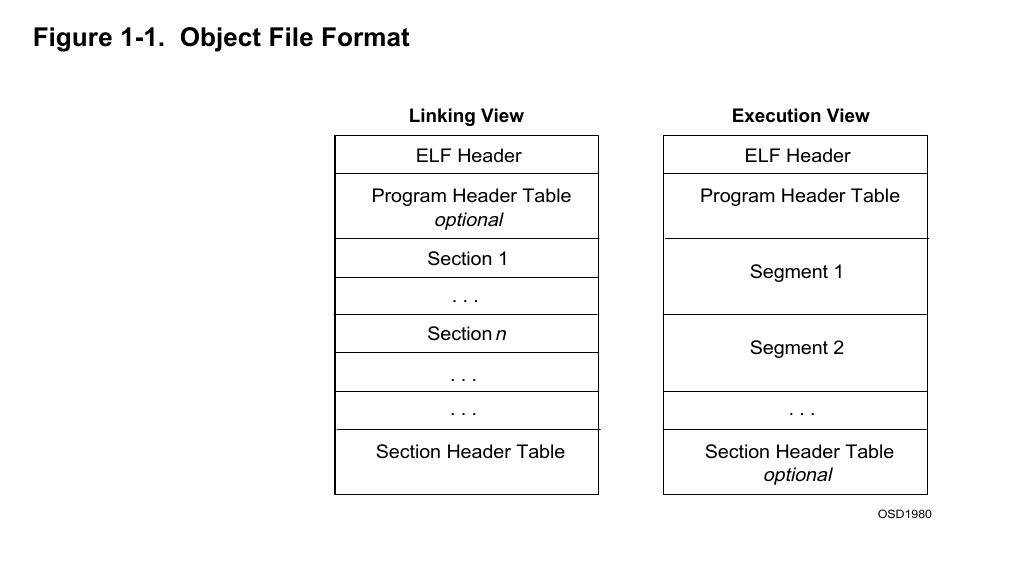 Figure 1-1. Object File Format
Linking View
ELF Header
Program Header Table
optional
Section 1
. . .
Section n
. . .
. . .
Section Header Table
Execution View
ELF Header
Program Header Table
Segment 1
Segment 2
. . .
Section Header Table
optional
OSD1980